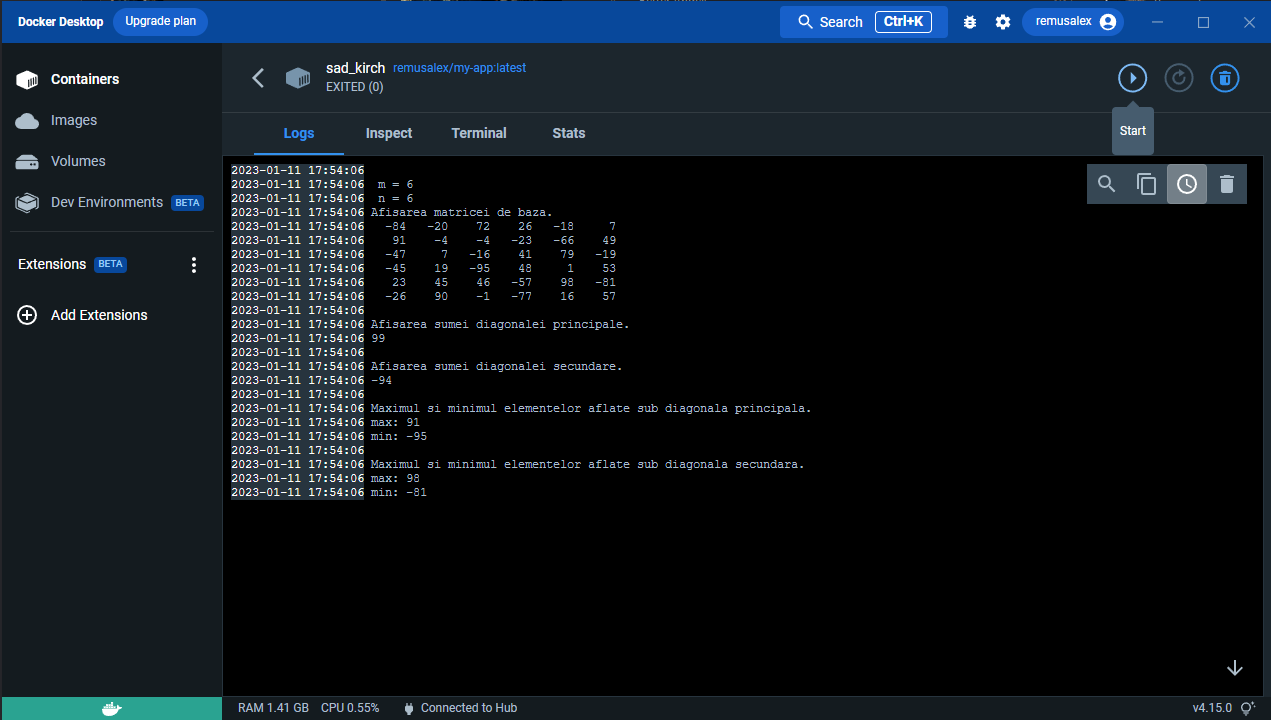 Docker Desktop Upgrade plan Search Ctrl+K remusalex
Containers
Images
Volumes
Dev Environments BETA
Extensions BETA
Add Extensions
sad_kirch remusalex/my-app:latest
EXITED (0)
Start
Logs Inspect Terminal Stats
2023-01-11 17:54:06
2023-01-11 17:54:06 m = 6
2023-01-11 17:54:06 n = 6
2023-01-11 17:54:06 Afisarea matricei de baza.
2023-01-11 17:54:06 -84 -20 72 26 -18 7
2023-01-11 17:54:06 91 -4 -4 -23 -66 49
2023-01-11 17:54:06 -47 7 -16 41 79 -19
2023-01-11 17:54:06 -45 19 -95 48 1 53
2023-01-11 17:54:06 23 45 46 -57 98 -81
2023-01-11 17:54:06 -26 90 -1 -77 16 57
2023-01-11 17:54:06
2023-01-11 17:54:06 Afisarea sumei diagonalei principale.
2023-01-11 17:54:06 99
2023-01-11 17:54:06
2023-01-11 17:54:06 Afisarea sumei diagonalei secundare.
2023-01-11 17:54:06 -94
2023-01-11 17:54:06
2023-01-11 17:54:06 Maximul si minimul elementelor aflate sub diagonala principala.
2023-01-11 17:54:06 max: 91
2023-01-11 17:54:06 min: -95
2023-01-11 17:54:06
2023-01-11 17:54:06 Maximul si minimul elementelor aflate sub diagonala secundara.
2023-01-11 17:54:06 max: 98
2023-01-11 17:54:06 min: -81
RAM 1.41 GB CPU 0.55% Connected to Hub v4.15.0